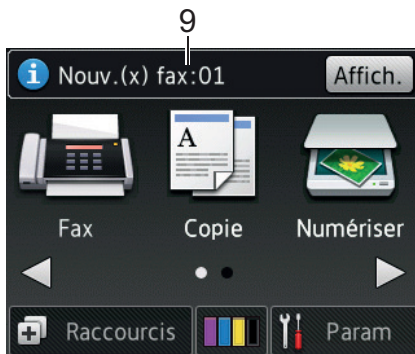 9
Nouv.(x) fax:01
Affich.
Fax
Copie
Numériser
Raccourcis
Param